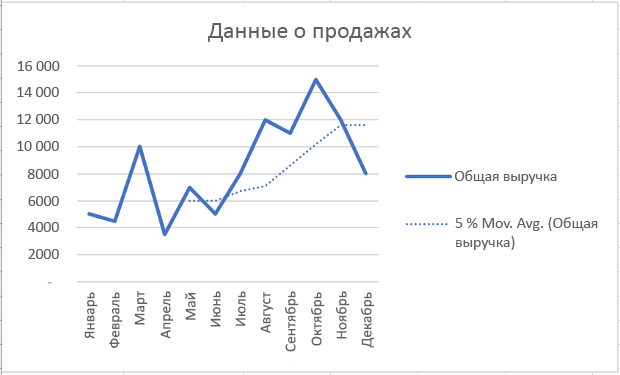 Данные о продажах
16 000
14 000
12 000
10 000
8000
6000
4000
2000
-
Январь
Февраль
Март
Апрель
Май
Июнь
Июль
Август
Сентябрь
Октябрь
Ноябрь
Декабрь
Общая выручка
5 % Mov. Avg. (Общая
выручка)